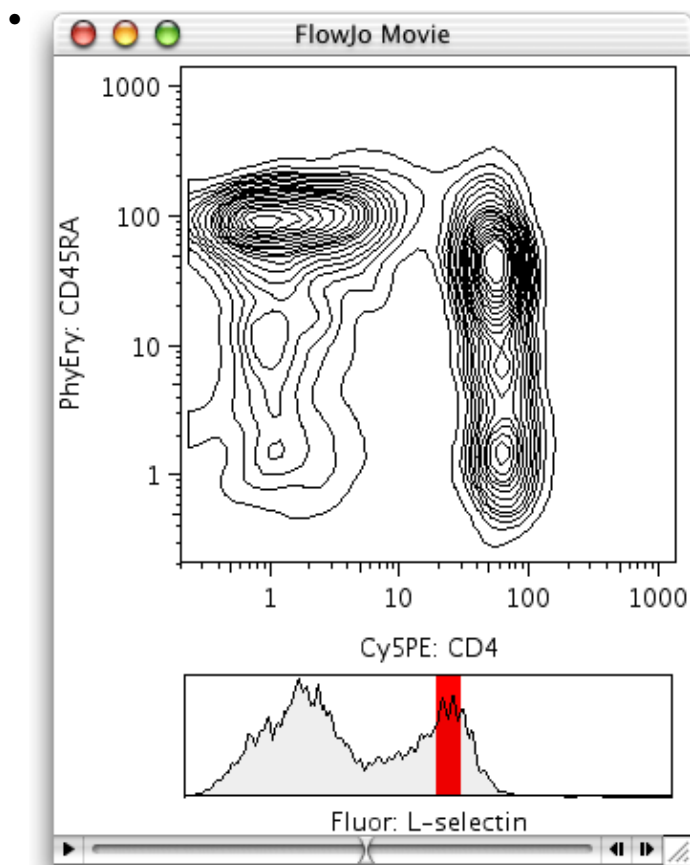 FlowJo Movie
1000
100
10
1
PhyEry: CD45RA
1 10 100 1000
Cy5PE: CD4
Fluor: L-selectin